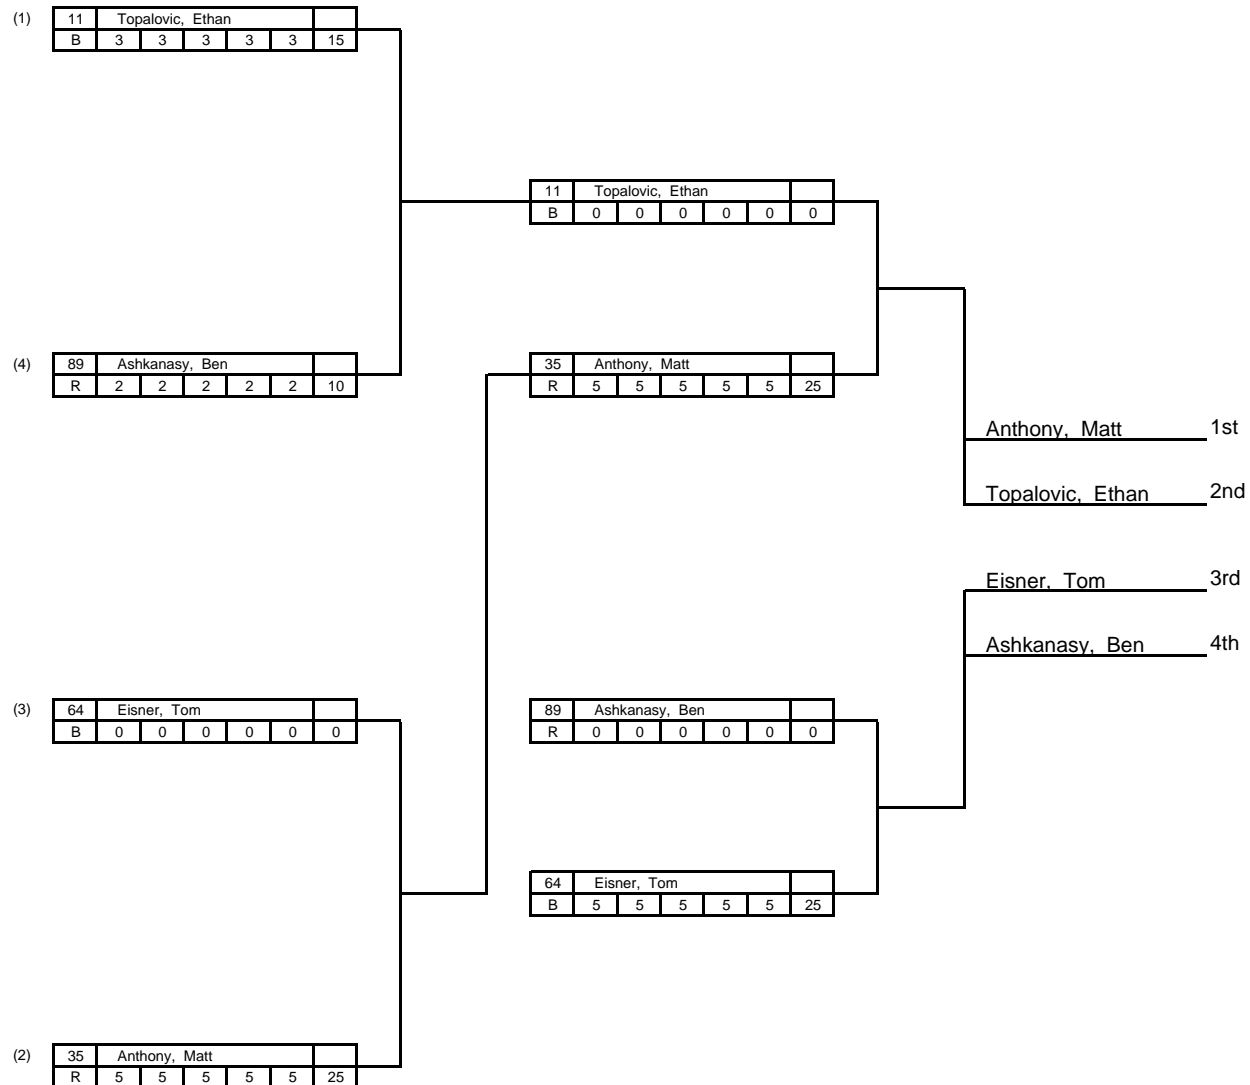 (1) 11 Topalovic, Ethan
B 3 3 3 3 3 15
11 Topalovic, Ethan
B 0 0 0 0 0 0
(4) 89 Ashkanasy, Ben
R 2 2 2 2 2 10
35 Anthony, Matt
R 5 5 5 5 5 25
Anthony, Matt 1st
Topalovic, Ethan 2nd
Eisner, Tom 3rd
Ashkanasy, Ben 4th
(3) 64 Eisner, Tom
B 0 0 0 0 0 0
89 Ashkanasy, Ben
R 0 0 0 0 0 0
64 Eisner, Tom
B 5 5 5 5 5 25
(2) 35 Anthony, Matt
R 5 5 5 5 5 25